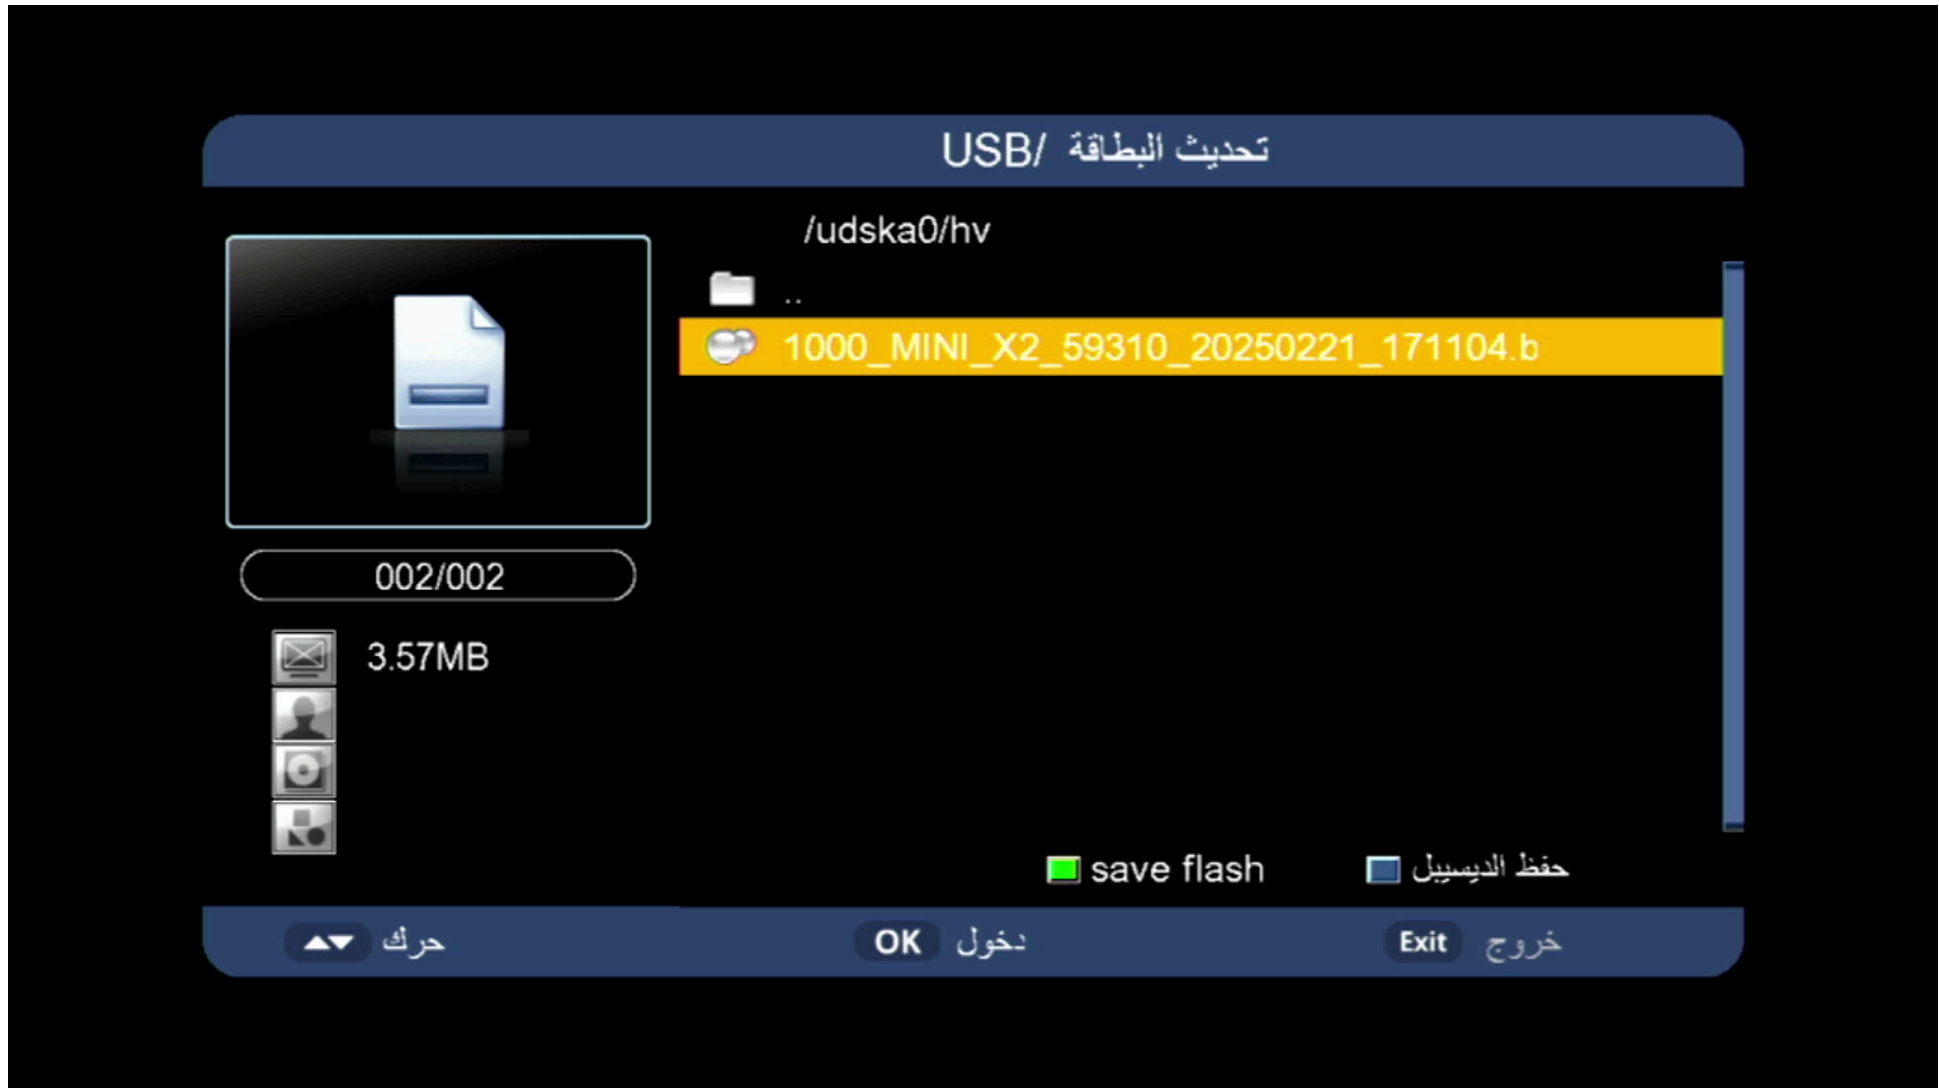 تحديث البطاقة /USB
/udska0/hv
..
1000_MINI_X2_59310_20250221_171104.b
002/002
3.57MB
save flash
حفظ الديسيبل
حرك
OK دخول
Exit خروج